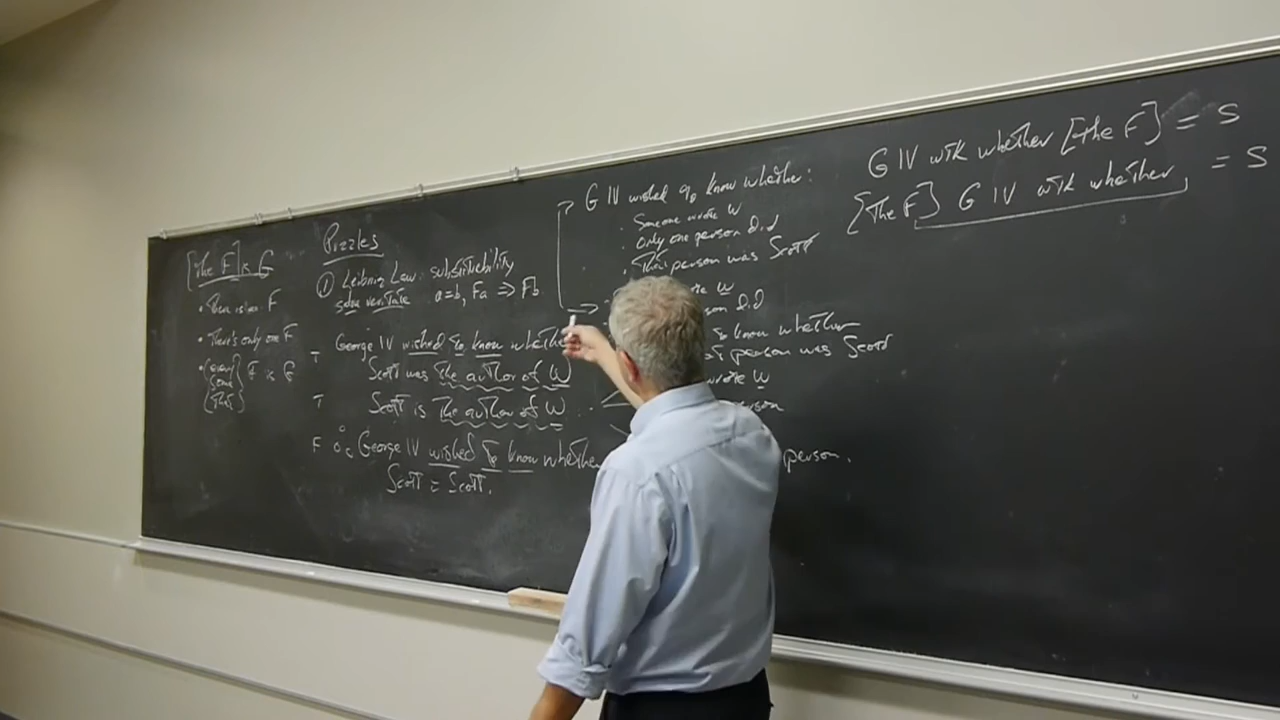 [The F] is G
• There is an F
• There's only one F
• {every
some
that} F is G
Puzzles
① Leibniz Law: substitutibility
salva veritate a=b, Fa ⇒ Fb
T George IV wished to know whether
Scott was the author of W
T Scott is the author of W
F ∴ George IV wished to know whether
Scott = Scott.
G IV wished to know whether:
• Someone wrote W
• Only one person did
• That person was Scott
wrote W
person did
to know whether
person was Scott
wrote W
person
person.
G IV wtk whether [the F] = S
[the F] G IV wtk whether = S